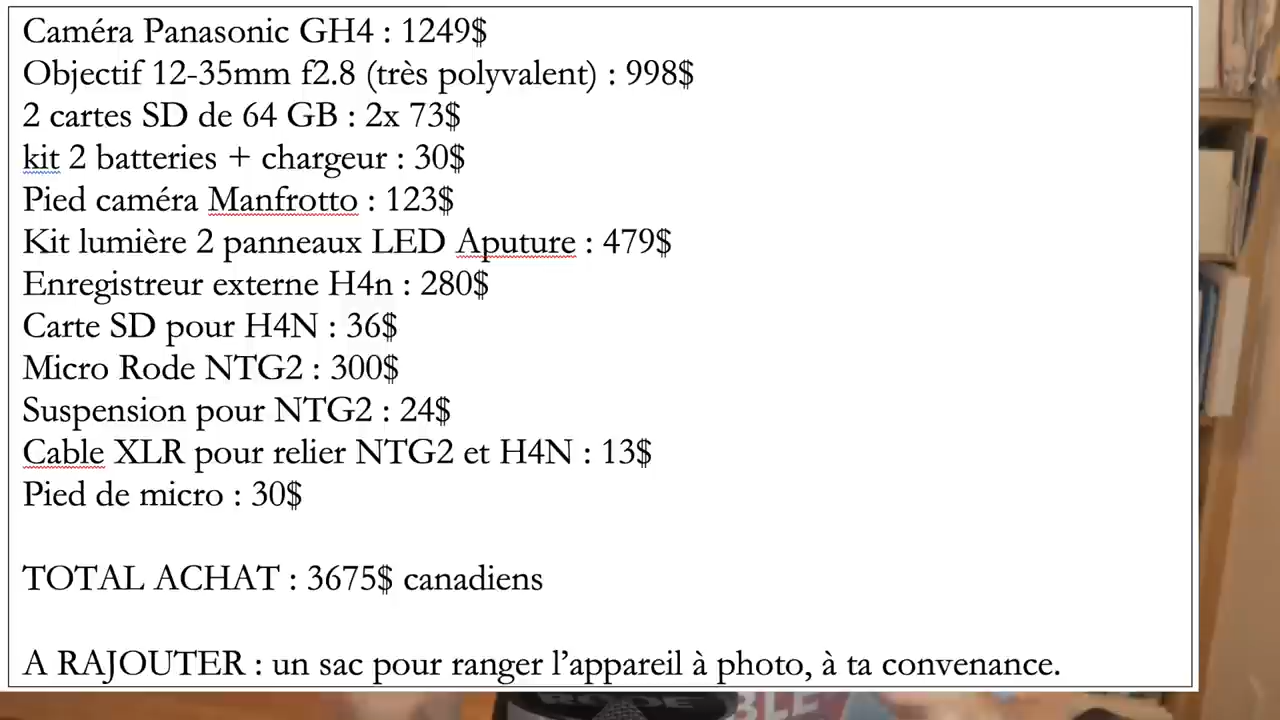 Caméra Panasonic GH4 : 1249$
Objectif 12-35mm f2.8 (très polyvalent) : 998$
2 cartes SD de 64 GB : 2x 73$
kit 2 batteries + chargeur : 30$
Pied caméra Manfrotto : 123$
Kit lumière 2 panneaux LED Aputure : 479$
Enregistreur externe H4n : 280$
Carte SD pour H4N : 36$
Micro Rode NTG2 : 300$
Suspension pour NTG2 : 24$
Cable XLR pour relier NTG2 et H4N : 13$
Pied de micro : 30$
TOTAL ACHAT : 3675$ canadiens
A RAJOUTER : un sac pour ranger l’appareil à photo, à ta convenance.
RODE